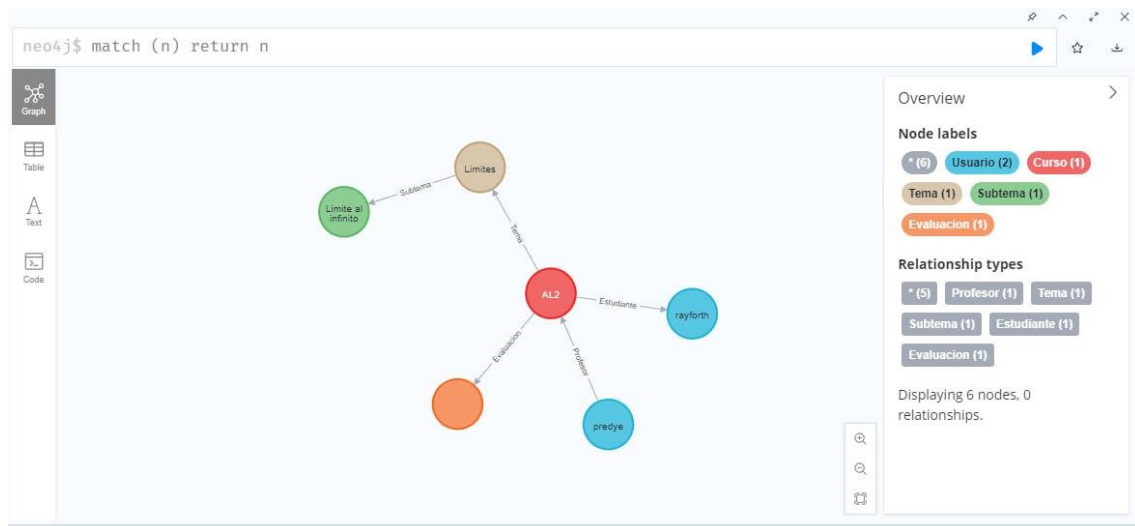 neo4j$ match (n) return n
Graph
Table
Text
Code
Limites
Subtema
Limite al
infinito
Tema
AL2
Estudiante
rayforth
Evaluacion
Profesor
predye
Overview
Node labels
* (6) Usuario (2) Curso (1)
Tema (1) Subtema (1)
Evaluacion (1)
Relationship types
* (5) Profesor (1) Tema (1)
Subtema (1) Estudiante (1)
Evaluacion (1)
Displaying 6 nodes, 0
relationships.